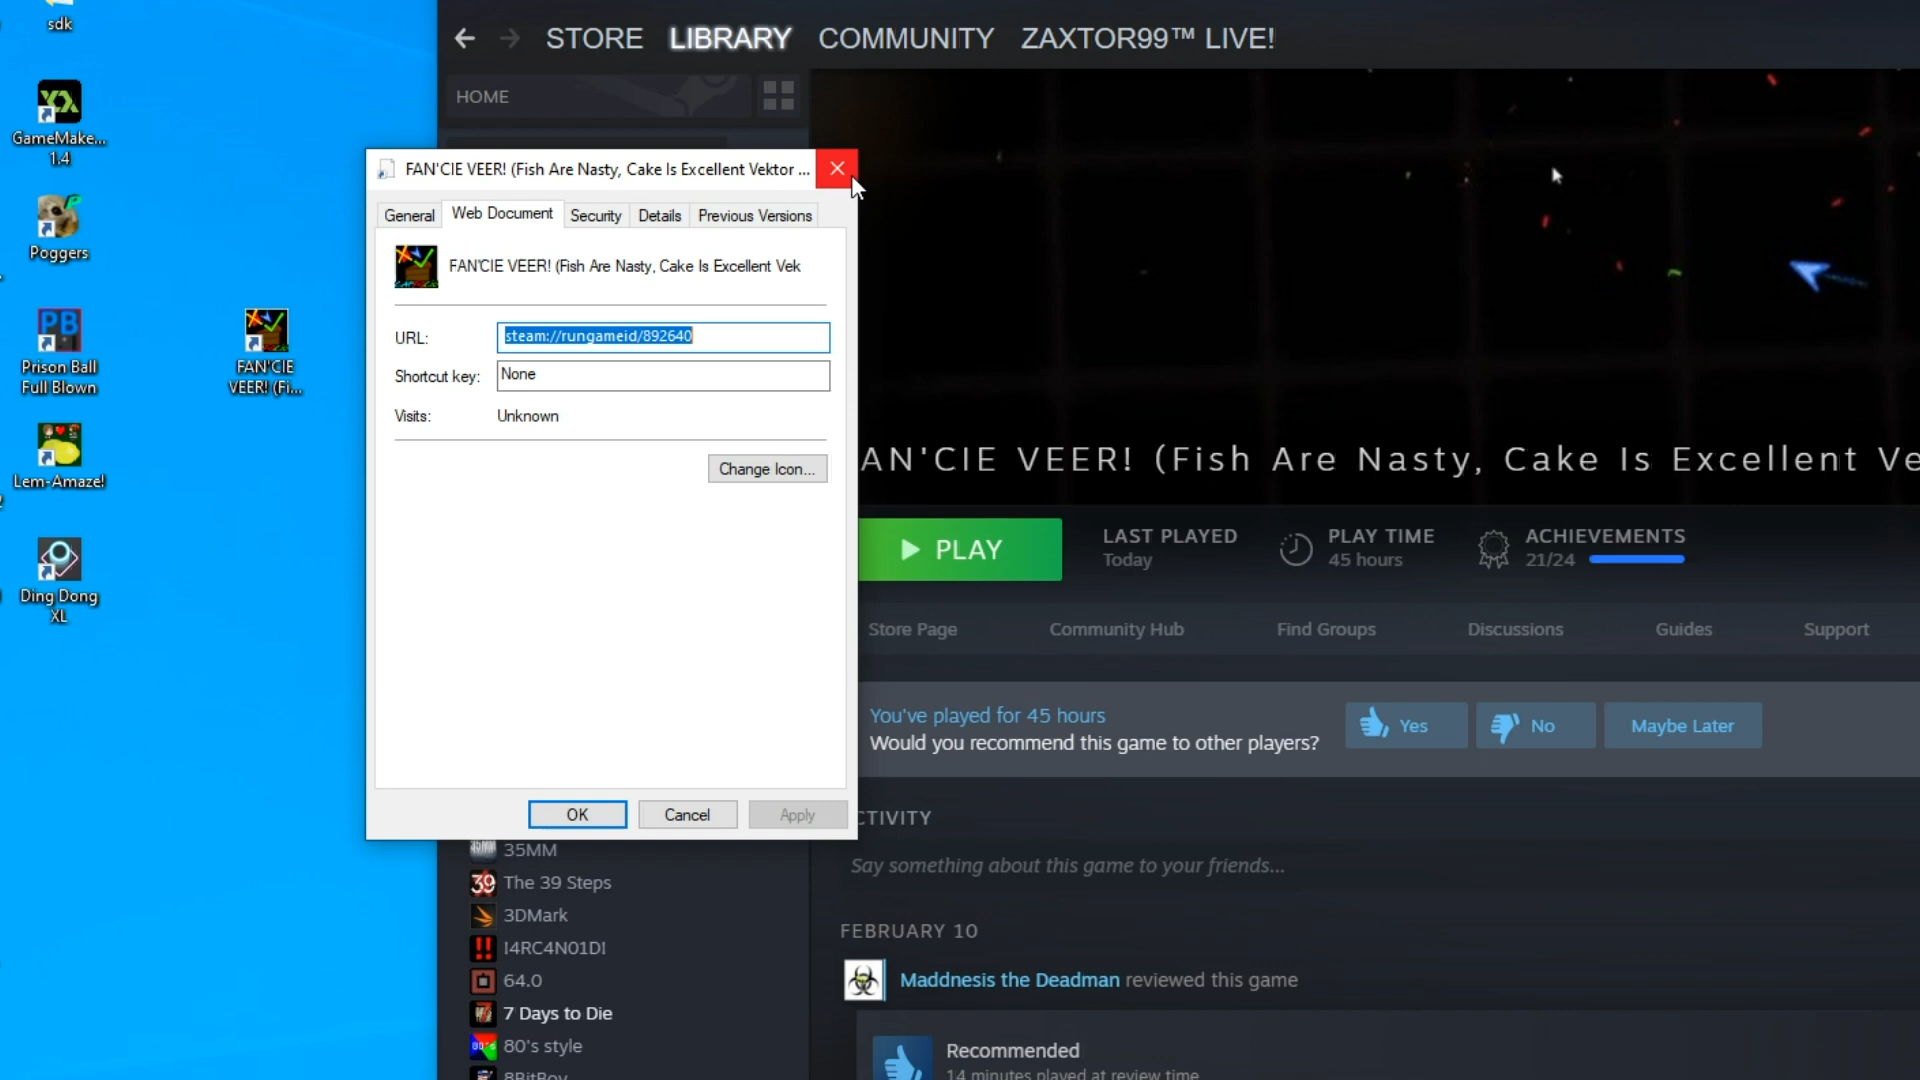 sdk
GameMake...
1.4
Poggers
Prison Ball
Full Blown
Lem-Amaze!
Ding Dong
XL
FAN'CIE
VEER! (Fi...
STORE LIBRARY COMMUNITY ZAXTOR99™ LIVE!
HOME
FAN'CIE VEER! (Fish Are Nasty, Cake Is Excellent Vektor ...
General Web Document Security Details Previous Versions
FAN'CIE VEER! (Fish Are Nasty, Cake Is Excellent Vek
URL: steam://rungameid/892640
Shortcut key: None
Visits: Unknown
Change Icon...
OK Cancel Apply
AN'CIE VEER! (Fish Are Nasty, Cake Is Excellent Ve
PLAY
LAST PLAYED
Today
PLAY TIME
45 hours
ACHIEVEMENTS
21/24
Store Page Community Hub Find Groups Discussions Guides Support
You've played for 45 hours
Would you recommend this game to other players?
Yes No Maybe Later
CTIVITY
Say something about this game to your friends...
FEBRUARY 10
Maddnesis the Deadman reviewed this game
Recommended
14 minutes played at review time
35MM
The 39 Steps
3DMark
!4RC4N01D!
64.0
7 Days to Die
80's style
8BitBoy